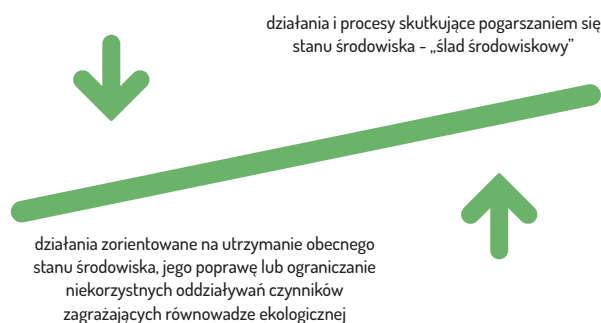 działania i procesy skutkujące pogarszaniem się
stanu środowiska - „ślad środowiskowy”
działania zorientowane na utrzymanie obecnego
stanu środowiska, jego poprawę lub ograniczanie
niekorzystnych oddziaływań czynników
zagrażających równowadze ekologicznej